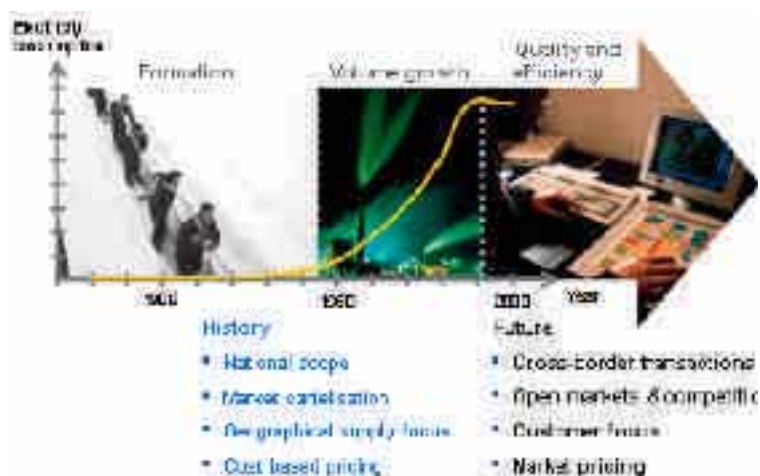 Electricity
consumption
Formation
Volume growth
Quality and
efficiency
1900
1950
2000
Year
History
• National scope
• Market cartelisation
• Geographical supply focus
• Cost based pricing
Future
• Cross-border transactions
• Open markets & competitio
• Customer focus
• Market pricing